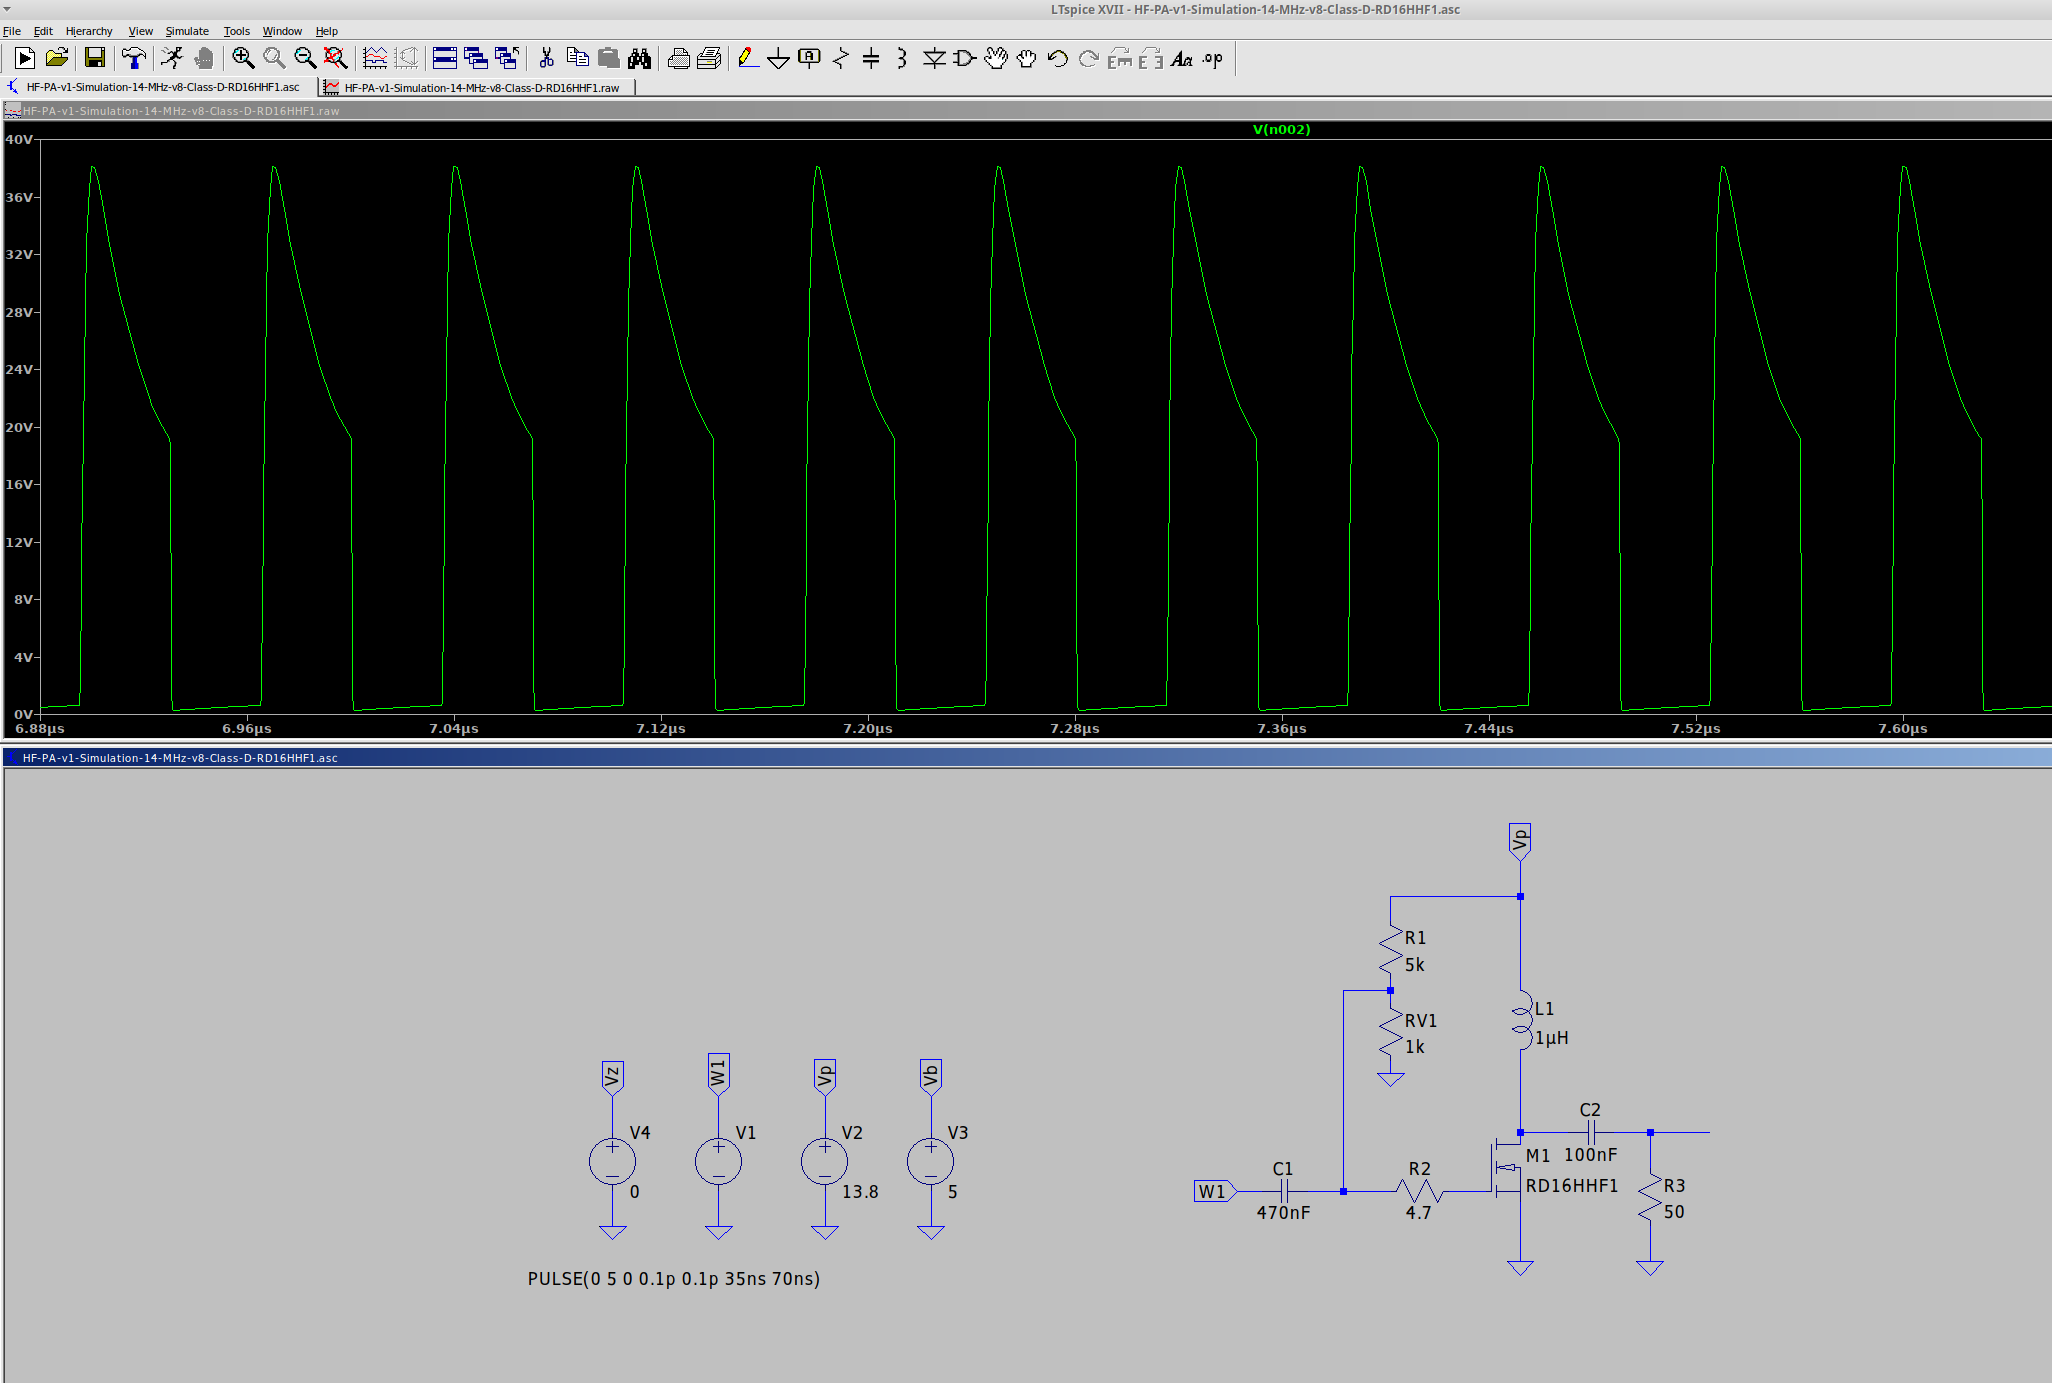 LTspice XVII - HF-PA-v1-Simulation-14-MHz-v8-Class-D-RD16HHF1.asc
File Edit Hierarchy View Simulate Tools Window Help
A Aa .op
HF-PA-v1-Simulation-14-MHz-v8-Class-D-RD16HHF1.asc HF-PA-v1-Simulation-14-MHz-v8-Class-D-RD16HHF1.raw
HF-PA-v1-Simulation-14-MHz-v8-Class-D-RD16HHF1.raw
V(n002)
40V
36V
32V
28V
24V
20V
16V
12V
8V
4V
0V
6.88µs 6.96µs 7.04µs 7.12µs 7.20µs 7.28µs 7.36µs 7.44µs 7.52µs 7.60µs
HF-PA-v1-Simulation-14-MHz-v8-Class-D-RD16HHF1.asc
Vp
R1
5k
L1
1µH
RV1
1k
Vz W1 Vp Vb
V4 V1 V2 V3
0 13.8 5
C2
100nF
M1
RD16HHF1
W1
C1
470nF
R2
4.7
R3
50
PULSE(0 5 0 0.1p 0.1p 35ns 70ns)